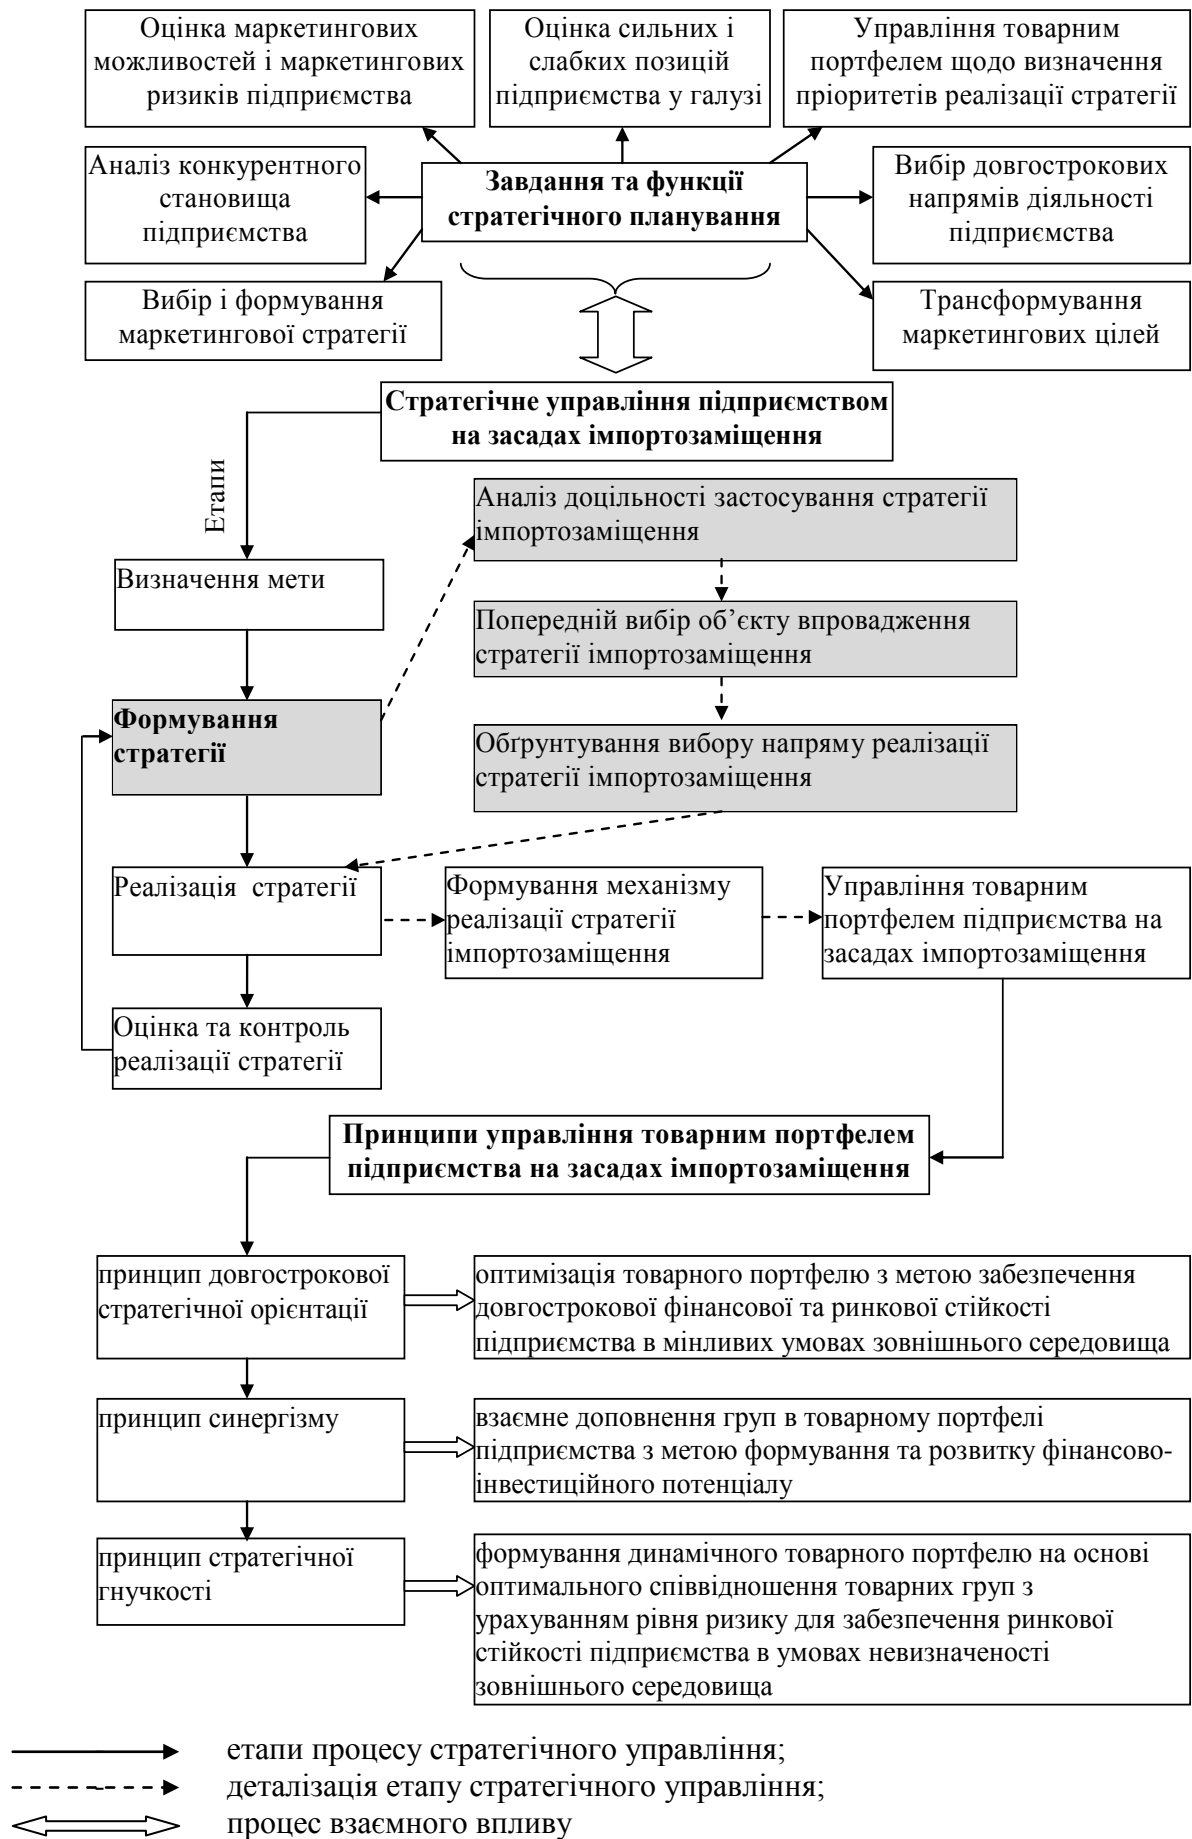 Оцінка маркетингових
можливостей і маркетингових
ризиків підприємства
Оцінка сильних і
слабких позицій
підприємства у галузі
Управління товарним
портфелем щодо визначення
пріоритетів реалізації стратегії
Аналіз конкурентного
становища
підприємства
Завдання та функції
стратегічного планування
Вибір довгострокових
напрямів діяльності
підприємства
Вибір і формування
маркетингової стратегії
Трансформування
маркетингових цілей
Стратегічне управління підприємством
на засадах імпортозаміщення
Етапи
Аналіз доцільності застосування стратегії
імпортозаміщення
Визначення мети
Попередній вибір об’єкту впровадження
стратегії імпортозаміщення
Формування
стратегії
Обґрунтування вибору напряму реалізації
стратегії імпортозаміщення
Реалізація стратегії
Формування механізму
реалізації стратегії
імпортозаміщення
Управління товарним
портфелем підприємства на
засадах імпортозаміщення
Оцінка та контроль
реалізації стратегії
Принципи управління товарним портфелем
підприємства на засадах імпортозаміщення
принцип довгострокової
стратегічної орієнтації
оптимізація товарного портфелю з метою забезпечення
довгострокової фінансової та ринкової стійкості
підприємства в мінливих умовах зовнішнього середовища
принцип синергізму
взаємне доповнення груп в товарному портфелі
підприємства з метою формування та розвитку фінансово-
інвестиційного потенціалу
принцип стратегічної
гнучкості
формування динамічного товарного портфелю на основі
оптимального співвідношення товарних груп з
урахуванням рівня ризику для забезпечення ринкової
стійкості підприємства в умовах невизначеності
зовнішнього середовища
етапи процесу стратегічного управління;
деталізація етапу стратегічного управління;
процес взаємного впливу